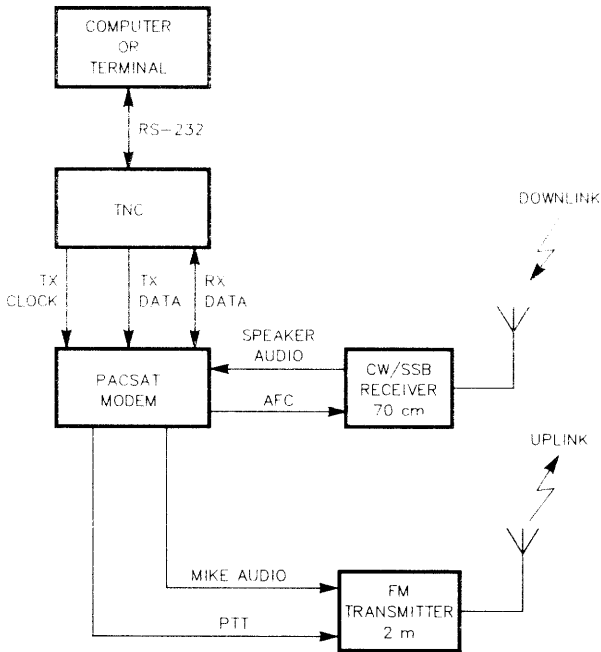 COMPUTER
OR
TERMINAL
RS-232
TNC
DOWNLINK
TX
CLOCK
TX
DATA
RX
DATA
SPEAKER
AUDIO
PACSAT
MODEM
AFC
CW/SSB
RECEIVER
70 cm
UPLINK
MIKE AUDIO
PTT
FM
TRANSMITTER
2 m